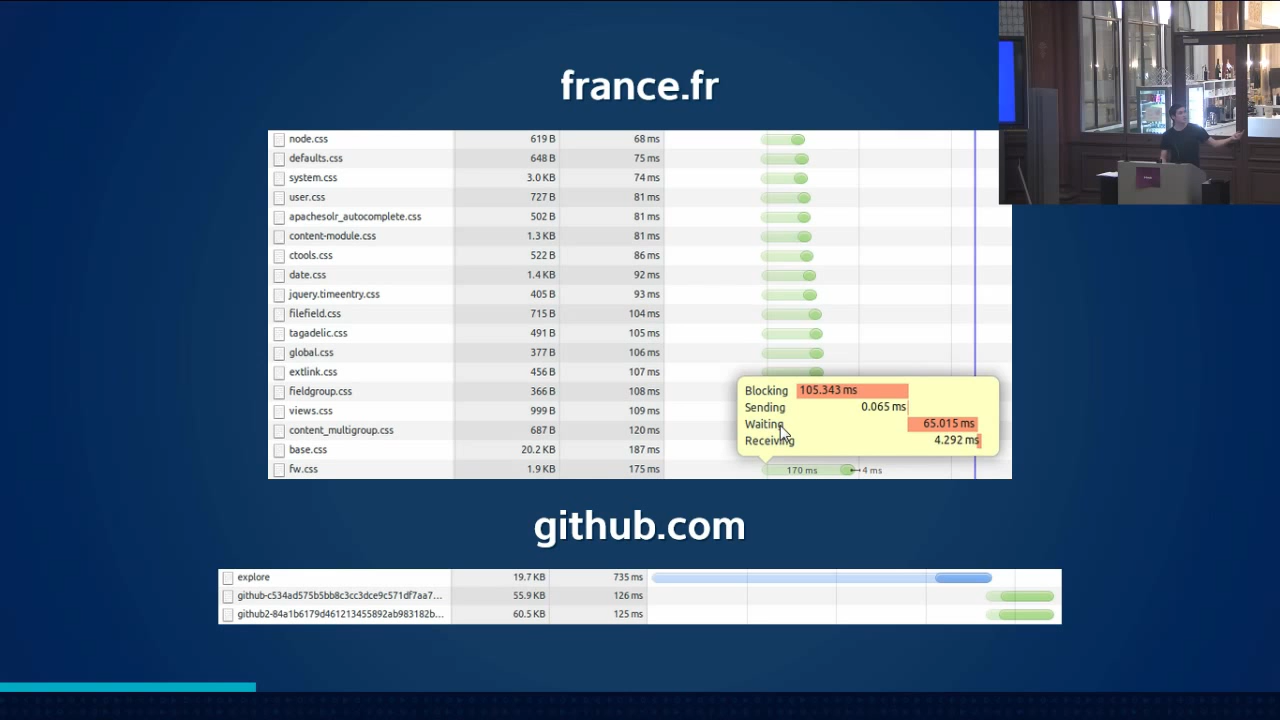 france.fr
node.css 619 B 68 ms
defaults.css 648 B 75 ms
system.css 3.0 KB 74 ms
user.css 727 B 81 ms
apachesolr_autocomplete.css 502 B 81 ms
content-module.css 1.3 KB 81 ms
ctools.css 522 B 86 ms
date.css 1.4 KB 92 ms
jquery.timeentry.css 405 B 93 ms
filefield.css 715 B 104 ms
tagadelic.css 491 B 105 ms
global.css 377 B 106 ms
extlink.css 456 B 107 ms
fieldgroup.css 366 B 108 ms
views.css 999 B 109 ms
content_multigroup.css 687 B 120 ms
base.css 20.2 KB 187 ms
fw.css 1.9 KB 175 ms 170 ms 4 ms
Blocking 105.343 ms
Sending 0.065 ms
Waiting 65.015 ms
Receiving 4.292 ms
github.com
explore 19.7 KB 735 ms
github-c534ad575b5bb8c3cc3dce9c571df7aa7... 55.9 KB 126 ms
github2-84a1b6179d461213455892ab983182b... 60.5 KB 125 ms